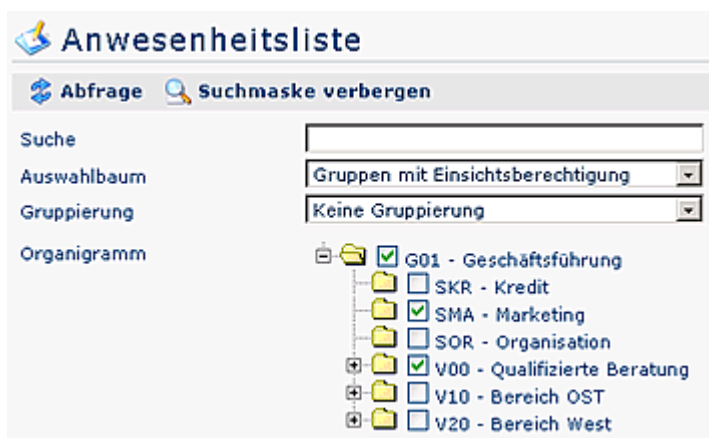 Anwesenheitsliste
Abfrage Suchmaske verbergen
Suche
Auswahlbaum Gruppen mit Einsichtsberechtigung
Gruppierung Keine Gruppierung
Organigramm G01 - Geschäftsführung
SKR - Kredit
SMA - Marketing
SOR - Organisation
V00 - Qualifizierte Beratung
V10 - Bereich OST
V20 - Bereich West